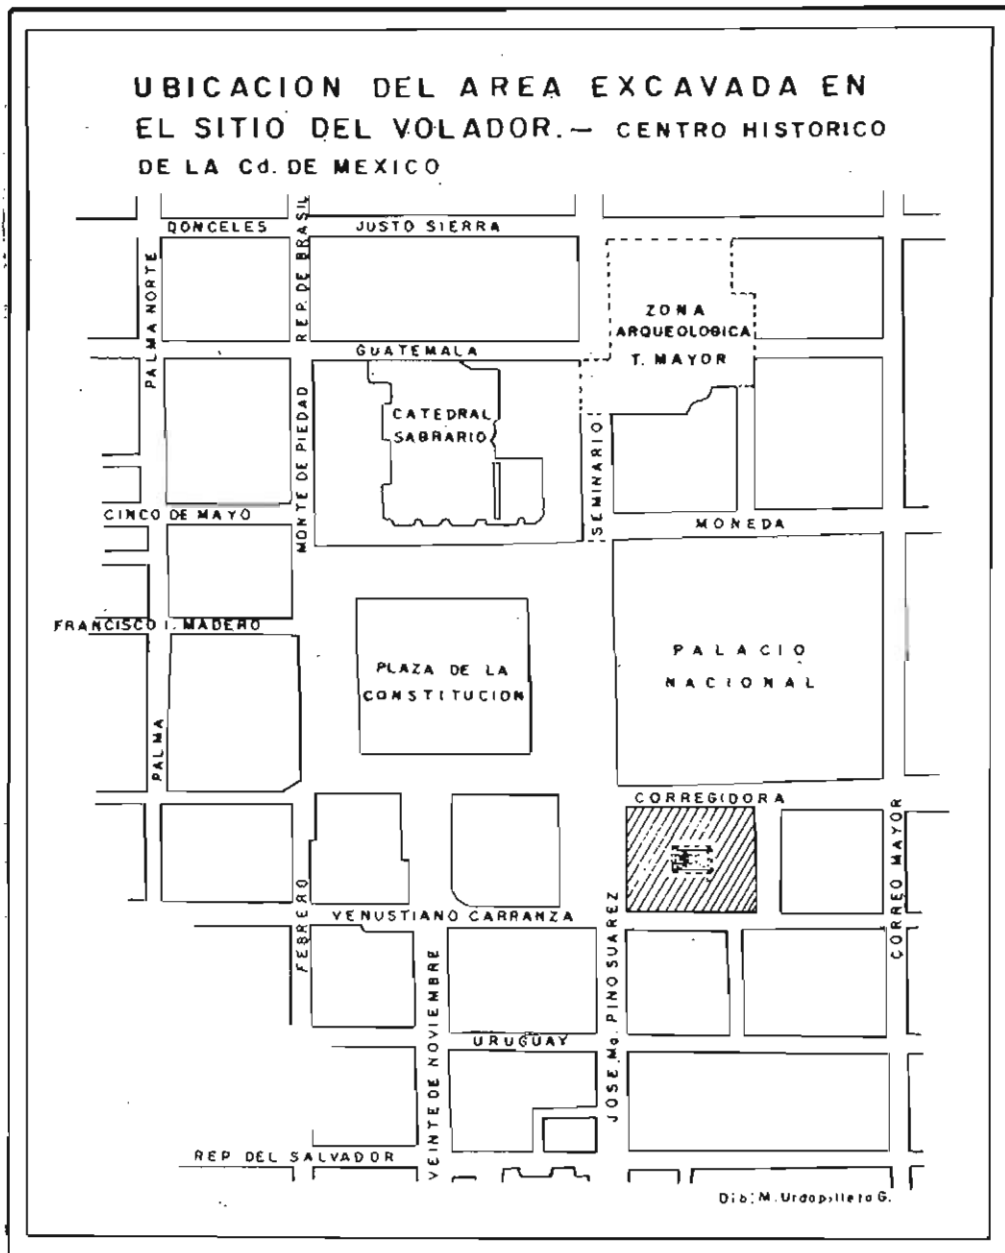 UBICACION DEL AREA EXCAVADA EN
EL SITIO DEL VOLADOR.— CENTRO HISTORICO
DE LA Cd. DE MEXICO
DONCELES
REP. DE BRASIL
JUSTO SIERRA
PALMA NORTE
ZONA
ARQUEOLOGICA
T. MAYOR
GUATEMALA
MONTE DE PIEDAD
CATEDRAL
SABRARIO
SEMINARIO
CINCO DE MAYO
MONEDA
FRANCISCO I. MADERO
PLAZA DE LA
CONSTITUCION
PALACIO
NACIONAL
PALMA
CORREGIDORA
CORREO MAYOR
FEBRERO
VENUSTIANO CARRANZA
JOSE Ma. PINO SUAREZ
VEINTE DE NOVIEMBRE
URUGUAY
REP DEL SALVADOR
Dib: M. Urdapilleta G.